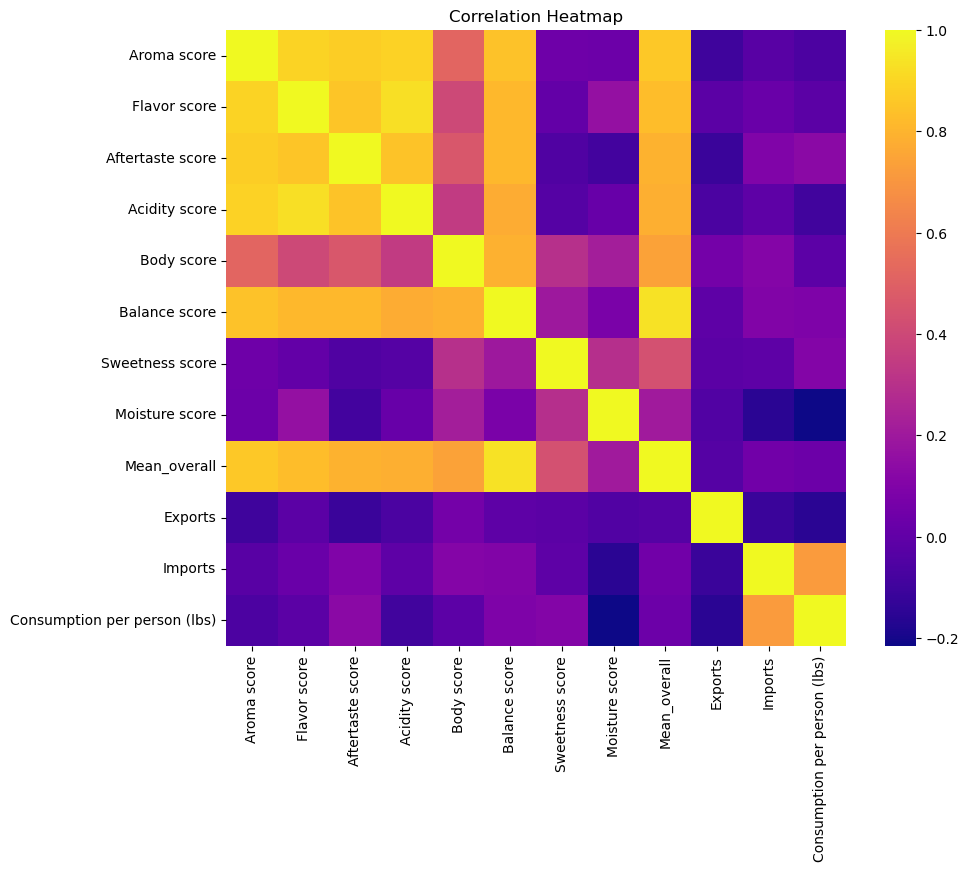 Correlation Heatmap
Aroma score
Flavor score
Aftertaste score
Acidity score
Body score
Balance score
Sweetness score
Moisture score
Mean_overall
Exports
Imports
Consumption per person (lbs)
Aroma score
Flavor score
Aftertaste score
Acidity score
Body score
Balance score
Sweetness score
Moisture score
Mean_overall
Exports
Imports
Consumption per person (lbs)
1.0
0.8
0.6
0.4
0.2
0.0
−0.2